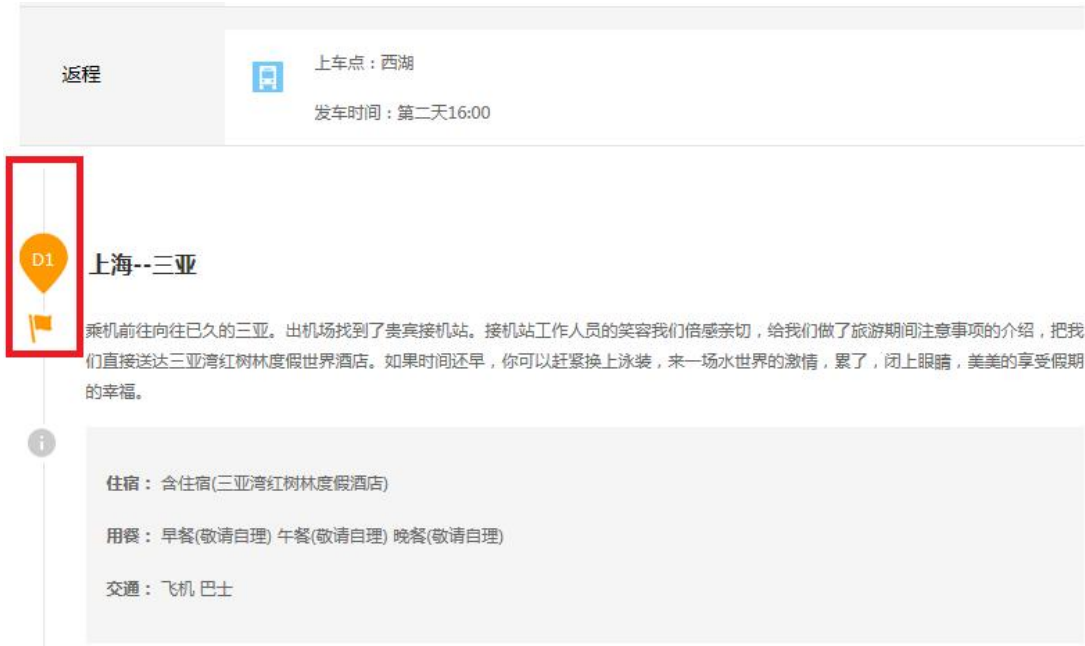 返程
上车点：西湖
发车时间：第二天16:00
D1
上海--三亚
乘机前往向往已久的三亚。出机场找到了贵宾接机站。接机站工作人员的笑容我们倍感亲切，给我们做了旅游期间注意事项的介绍，把我
们直接送达三亚湾红树林度假世界酒店。如果时间还早，你可以赶紧换上泳装，来一场水世界的激情，累了，闭上眼睛，美美的享受假期
的幸福。
i
住宿： 含住宿(三亚湾红树林度假酒店)
用餐： 早餐(敬请自理) 午餐(敬请自理) 晚餐(敬请自理)
交通： 飞机 巴士